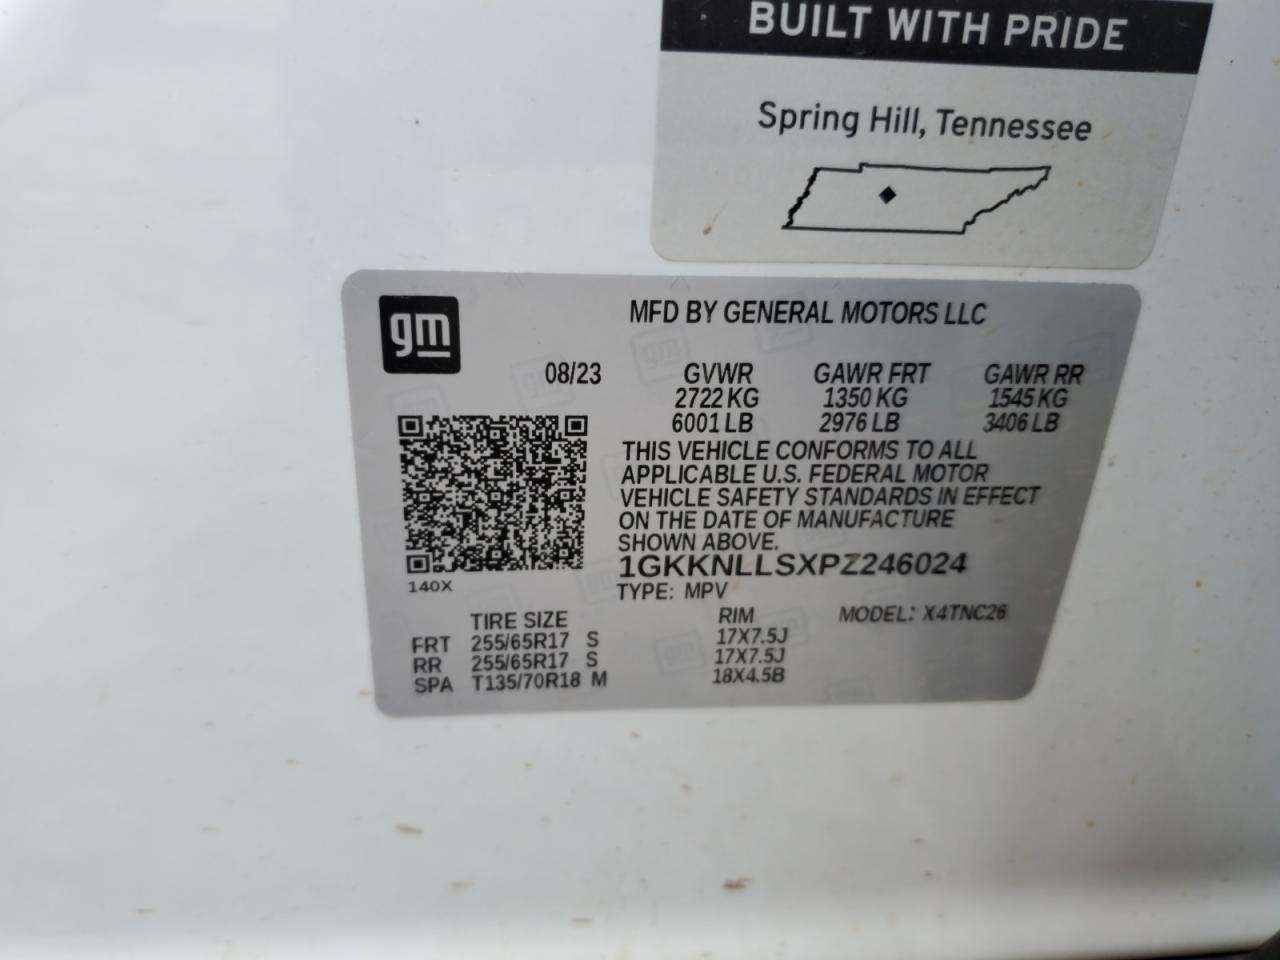 BUILT WITH PRIDE
Spring Hill, Tennessee
gm
MFD BY GENERAL MOTORS LLC
08/23 GVWR GAWR FRT GAWR RR
2722 KG 1350 KG 1545 KG
6001 LB 2976 LB 3406 LB
THIS VEHICLE CONFORMS TO ALL
APPLICABLE U.S. FEDERAL MOTOR
VEHICLE SAFETY STANDARDS IN EFFECT
ON THE DATE OF MANUFACTURE
SHOWN ABOVE.
1GKKNLLSXPZ246024
140X
TYPE: MPV
TIRE SIZE RIM MODEL: X4TNC26
FRT 255/65R17 S 17X7.5J
RR 255/65R17 S 17X7.5J
SPA T135/70R18 M 18X4.5B